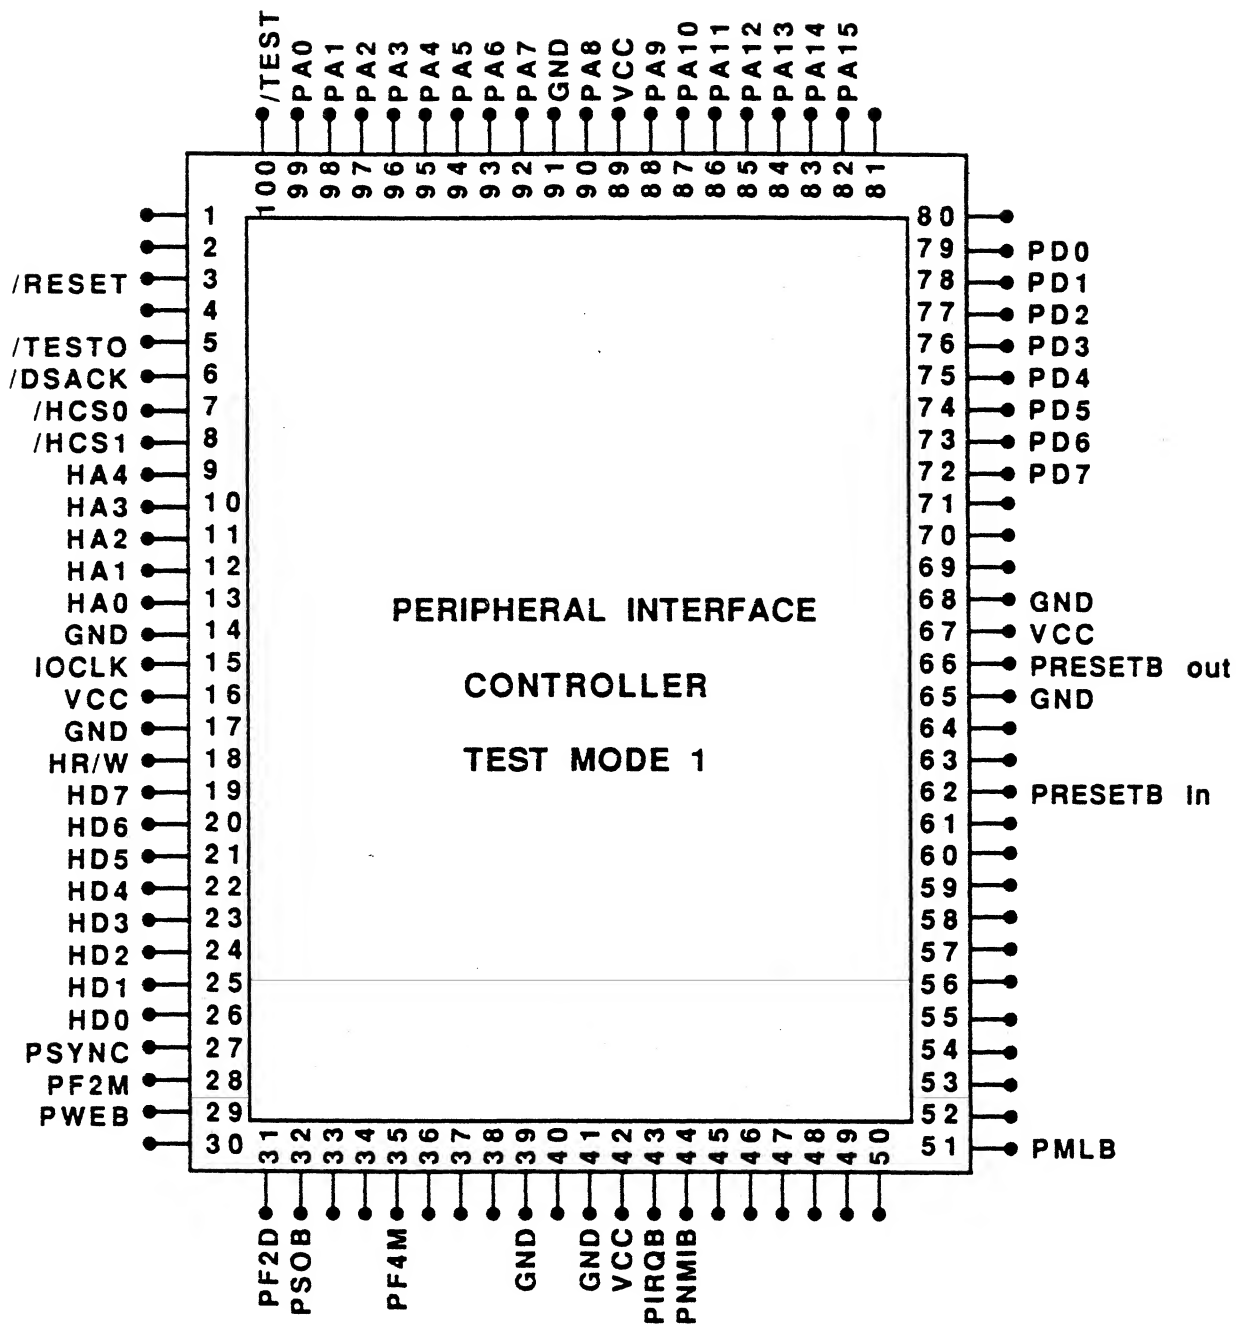 /TEST
PA0
PA1
PA2
PA3
PA4
PA5
PA6
PA7
GND
PA8
VCC
PA9
PA10
PA11
PA12
PA13
PA14
PA15
100
99
98
97
96
95
94
93
92
91
90
89
88
87
86
85
84
83
82
81
1
2
/RESET 3
4
/TESTO 5
/DSACK 6
/HCS0 7
/HCS1 8
HA4 9
HA3 10
HA2 11
HA1 12
HA0 13
GND 14
IOCLK 15
VCC 16
GND 17
HR/W 18
HD7 19
HD6 20
HD5 21
HD4 22
HD3 23
HD2 24
HD1 25
HD0 26
PSYNC 27
PF2M 28
PWEB 29
30
PERIPHERAL INTERFACE
CONTROLLER
TEST MODE 1
80
79 PD0
78 PD1
77 PD2
76 PD3
75 PD4
74 PD5
73 PD6
72 PD7
71
70
69
68 GND
67 VCC
66 PRESETB out
65 GND
64
63
62 PRESETB in
61
60
59
58
57
56
55
54
53
52
51 PMLB
31
32
33
34
35
36
37
38
39
40
41
42
43
44
45
46
47
48
49
50
PF2D
PSOB
PF4M
GND
GND
VCC
PIRQB
PNMIB